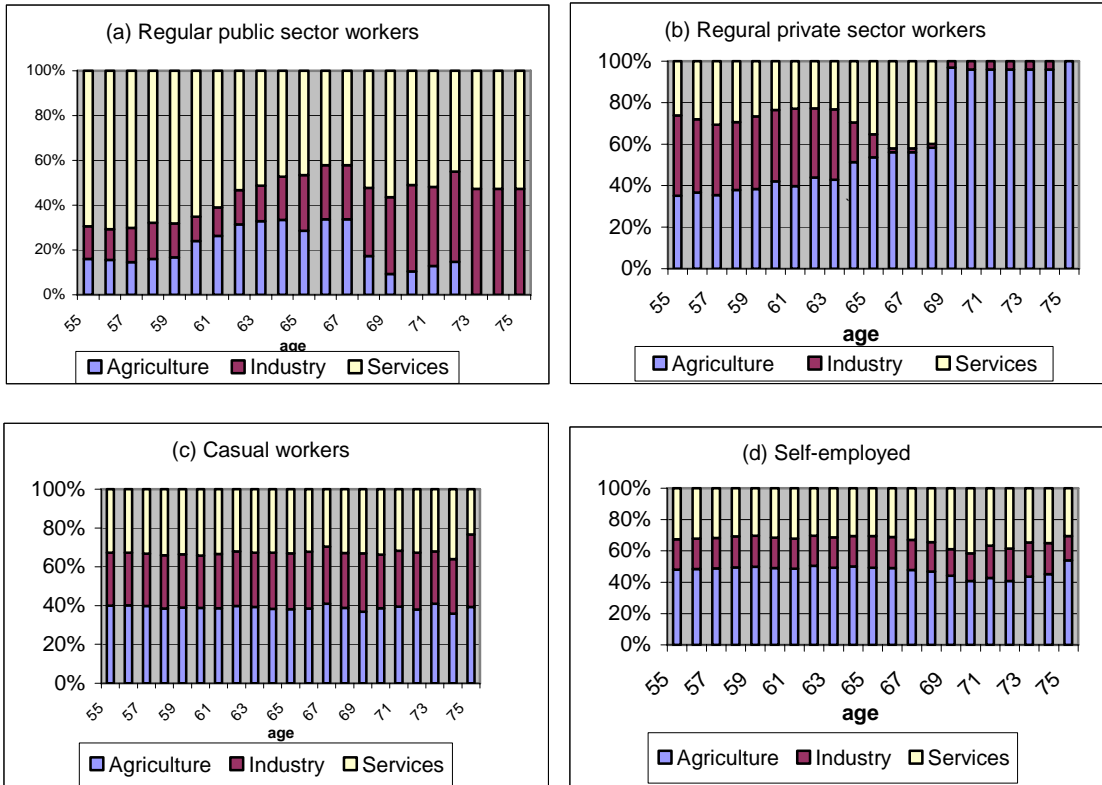 (a) Regular public sector workers
100%
80%
60%
40%
20%
0%
55 57 59 61 63 65 67 69 71 73 75
age
Agriculture Industry Services
(b) Regural private sector workers
100%
80%
60%
40%
20%
0%
55 57 59 61 63 65 67 69 71 73 75
age
Agriculture Industry Services
(c) Casual workers
100%
80%
60%
40%
20%
0%
55 57 59 61 63 65 67 69 71 73 75
age
Agriculture Industry Services
(d) Self-employed
100%
80%
60%
40%
20%
0%
55 57 59 61 63 65 67 69 71 73 75
age
Agriculture Industry Services